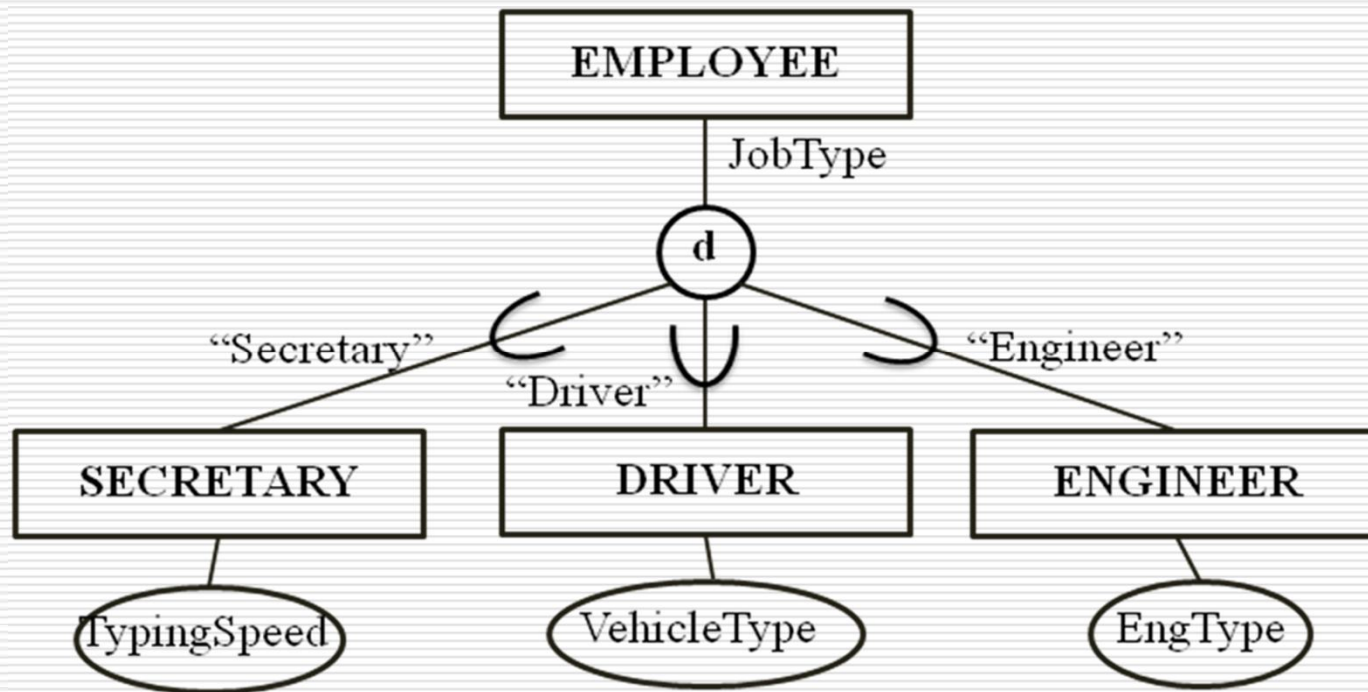 EMPLOYEE
JobType
d
“Secretary”
“Driver”
“Engineer”
SECRETARY
DRIVER
ENGINEER
TypingSpeed
VehicleType
EngType